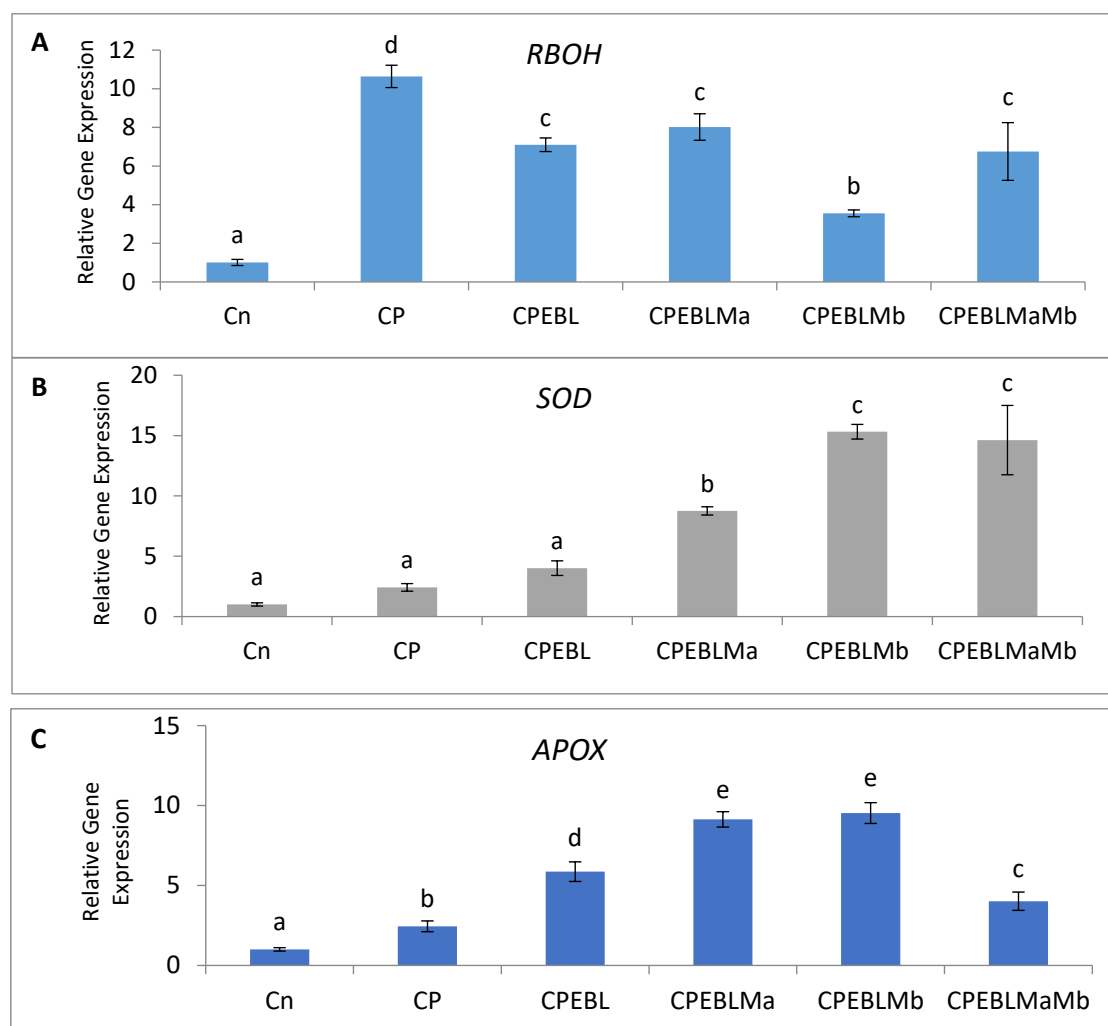 A
RBOH
Relative Gene Expression
12
10
8
6
4
2
0
a
d
c
c
b
c
Cn CP CPEBL CPEBLMa CPEBLMb CPEBLMaMb
B
SOD
Relative Gene Expression
20
15
10
5
0
a
a
a
b
c
c
Cn CP CPEBL CPEBLMa CPEBLMb CPEBLMaMb
C
APOX
Relative Gene
Expression
15
10
5
0
a
b
d
e
e
c
Cn CP CPEBL CPEBLMa CPEBLMb CPEBLMaMb